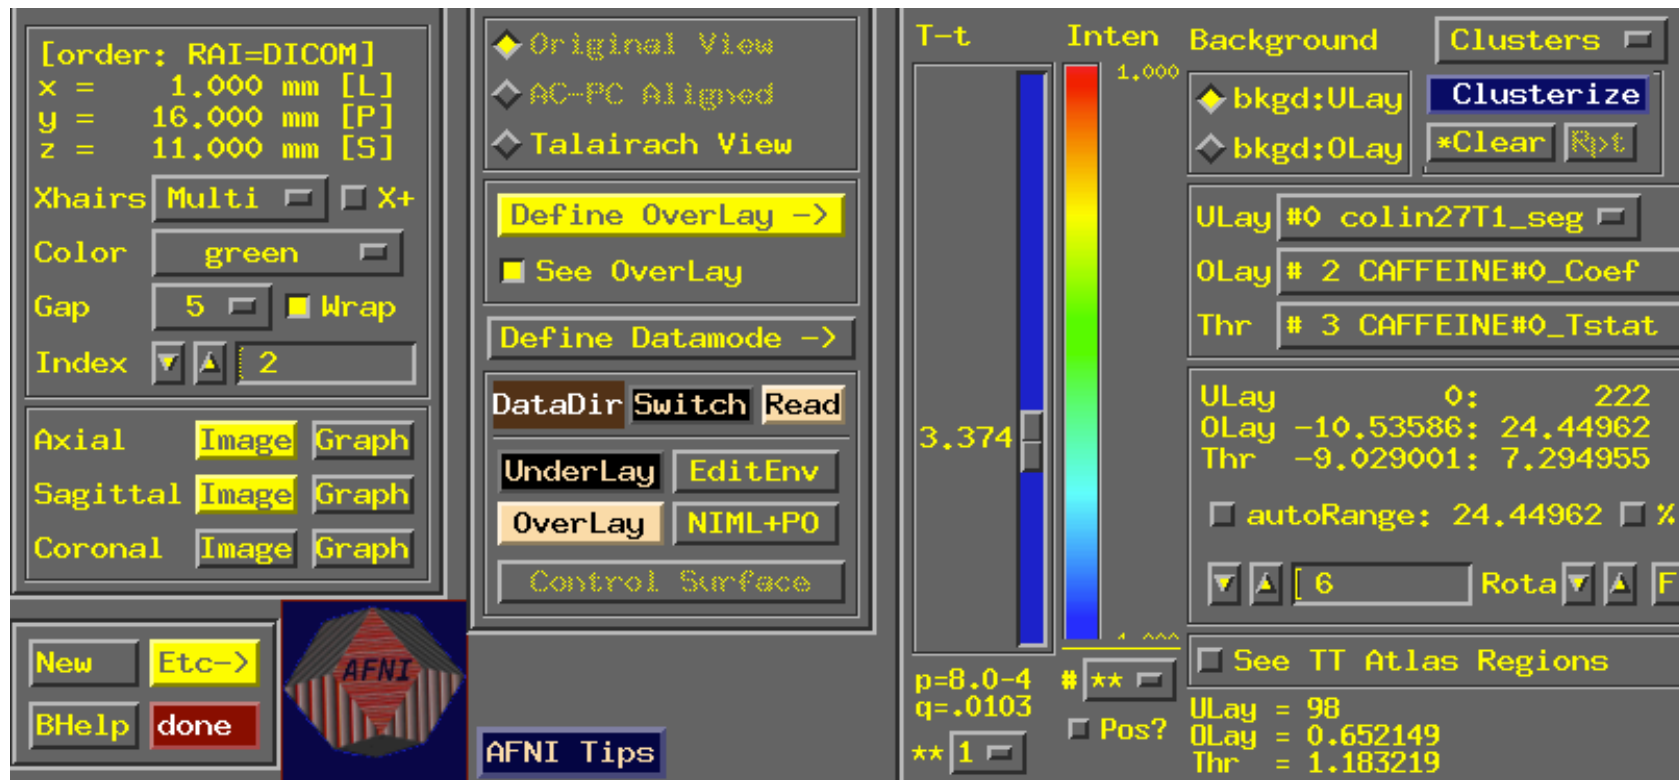 [order: RAI=DICOM]
x = 1.000 mm [L]
y = 16.000 mm [P]
z = 11.000 mm [S]
Xhairs Multi X+
Color green
Gap 5 Wrap
Index 2
Axial Image Graph
Sagittal Image Graph
Coronal Image Graph
New Etc->
BHelp done
AFNI
Original View
AC-PC Aligned
Talairach View
Define OverLay ->
See OverLay
Define Datamode ->
DataDir Switch Read
UnderLay EditEnv
OverLay NIML+PO
Control Surface
AFNI Tips
T-t
3.374
p=8.0-4
q=.0103
** 1
Inten
1.000
# **
Pos?
Background Clusters
bkgd:ULay Clusterize
bkgd:OLay *Clear Rpt
ULay #0 colin27T1_seg
OLay # 2 CAFFEINE#0_Coef
Thr # 3 CAFFEINE#0_Tstat
ULay 0: 222
OLay -10.53586: 24.44962
Thr -9.029001: 7.294955
autoRange: 24.44962 %
6 Rota F
See TT Atlas Regions
ULay = 98
OLay = 0.652149
Thr = 1.183219